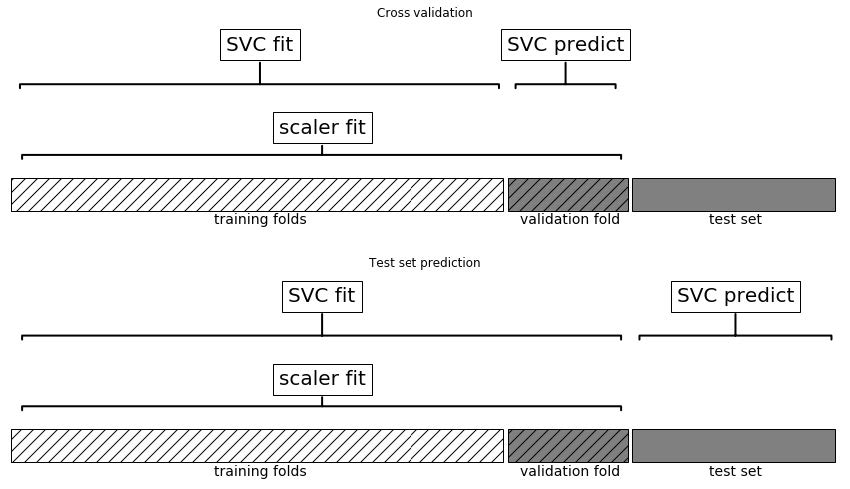 Cross validation
SVC fit
SVC predict
scaler fit
training folds
validation fold
test set
Test set prediction
SVC fit
SVC predict
scaler fit
training folds
validation fold
test set